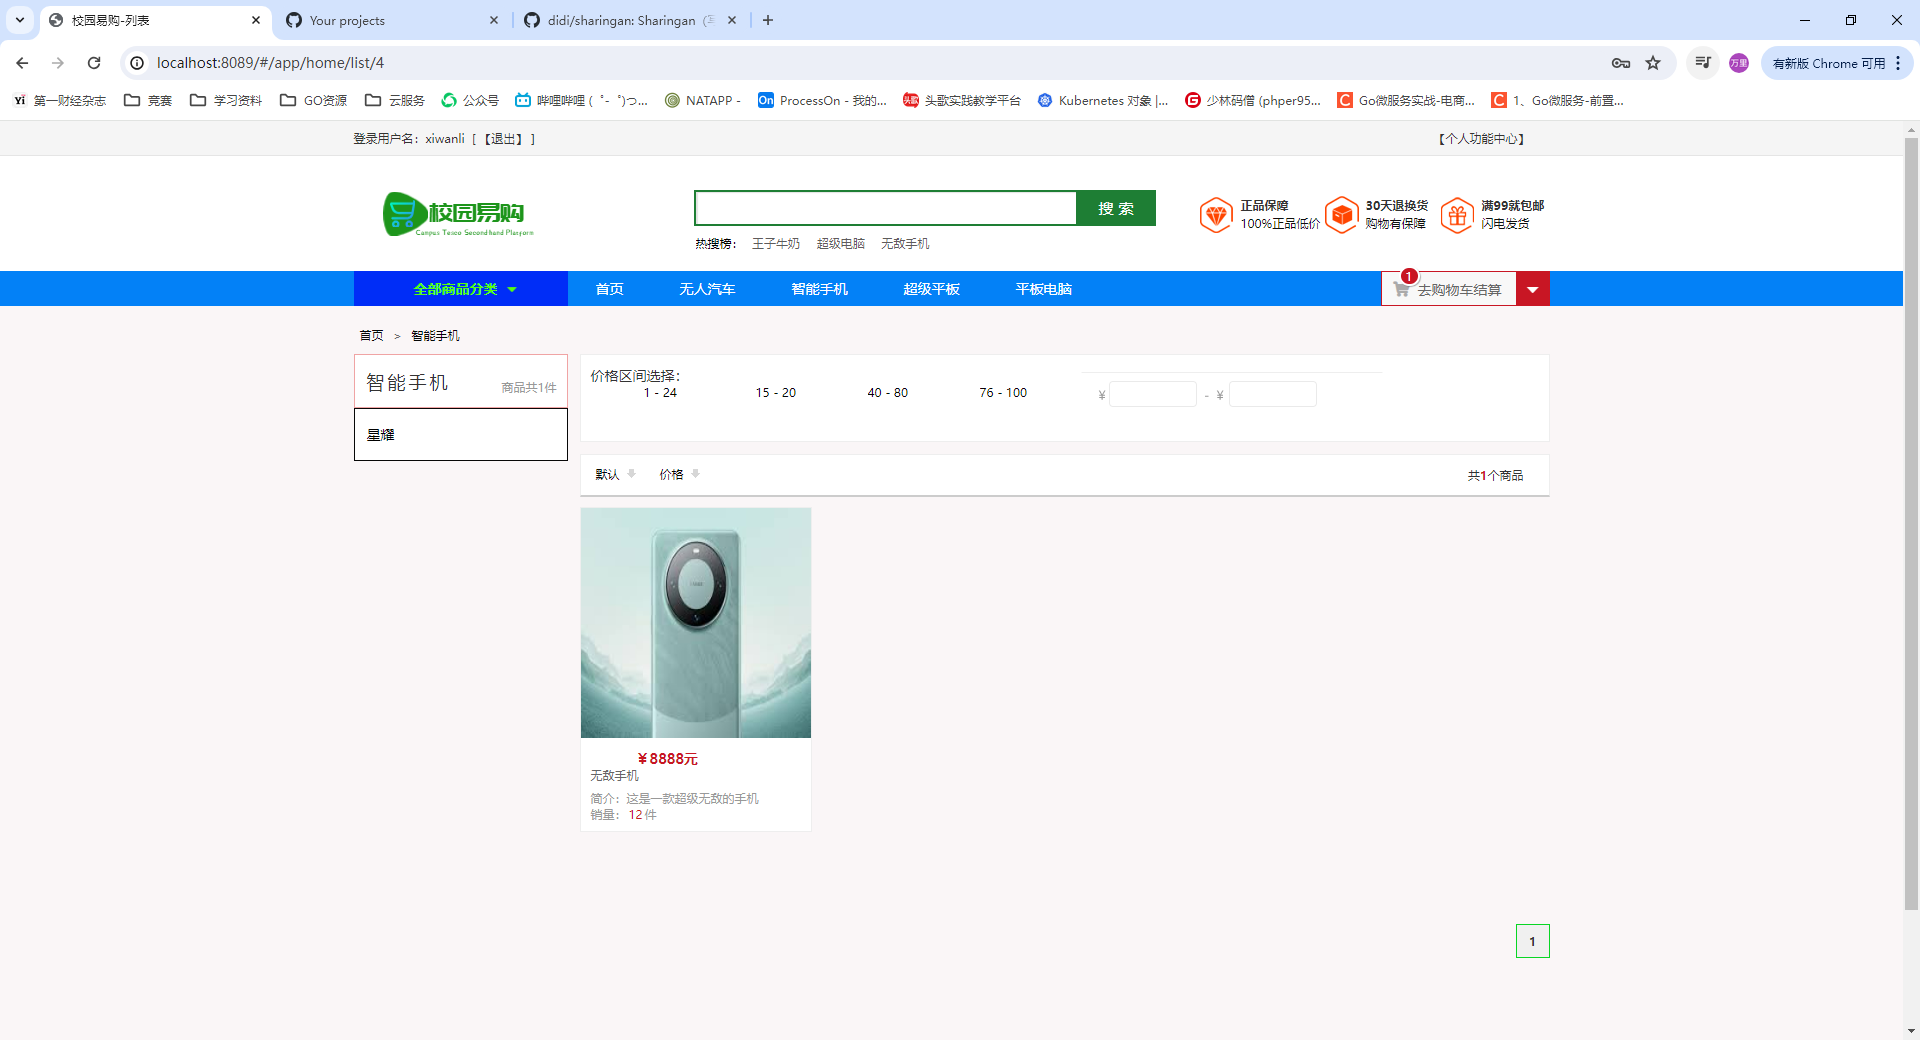 校园易购-列表
Your projects
didi/sharingan: Sharingan
localhost:8089/#/app/home/list/4
万里
有新版 Chrome 可用
Yi 第一财经杂志
竞赛
学习资料
GO资源
云服务
公众号
哔哩哔哩 ( ゜- ゜)つ...
NATAPP -
On ProcessOn - 我的...
头歌 头歌实践教学平台
Kubernetes 对象 |...
少林码僧 (phper95...
C Go微服务实战-电商...
C 1、Go微服务-前置...
登录用户名：xiwanli [ 【退出】 ]
【个人功能中心】
校园易购
Campus Tesco Secondhand Platform
搜 索
热搜榜：
王子牛奶
超级电脑
无敌手机
正品保障
100%正品低价
30天退换货
购物有保障
满99就包邮
闪电发货
全部商品分类
首页
无人汽车
智能手机
超级平板
平板电脑
1
去购物车结算
首页 > 智能手机
智能手机
商品共1件
星耀
价格区间选择：
1 - 24
15 - 20
40 - 80
76 - 100
¥
- ¥
默认
价格
共1个商品
¥8888元
无敌手机
简介：这是一款超级无敌的手机
销量：12件
1